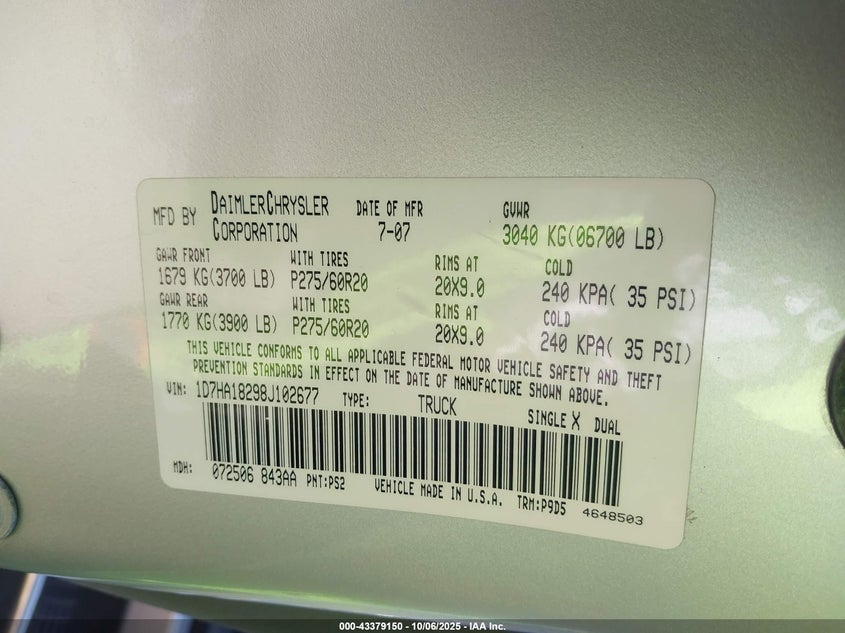 MFD BY DAIMLERCHRYSLER CORPORATION DATE OF MFR 7-07 GVWR 3040 KG(06700 LB)
GAWR FRONT WITH TIRES RIMS AT COLD
1679 KG(3700 LB) P275/60R20 20X9.0 240 KPA( 35 PSI)
GAWR REAR WITH TIRES RIMS AT COLD
1770 KG(3900 LB) P275/60R20 20X9.0 240 KPA( 35 PSI)
THIS VEHICLE CONFORMS TO ALL APPLICABLE FEDERAL MOTOR VEHICLE SAFETY AND THEFT
PREVENTION STANDARDS IN EFFECT ON THE DATE OF MANUFACTURE SHOWN ABOVE.
VIN: 1D7HA18298J102677 TYPE: TRUCK SINGLE X DUAL
MDH: 072506 843AA PNT:PS2 VEHICLE MADE IN U.S.A. TRM:P9D5 4648503
000-43379150 - 10/06/2025 - IAA Inc.